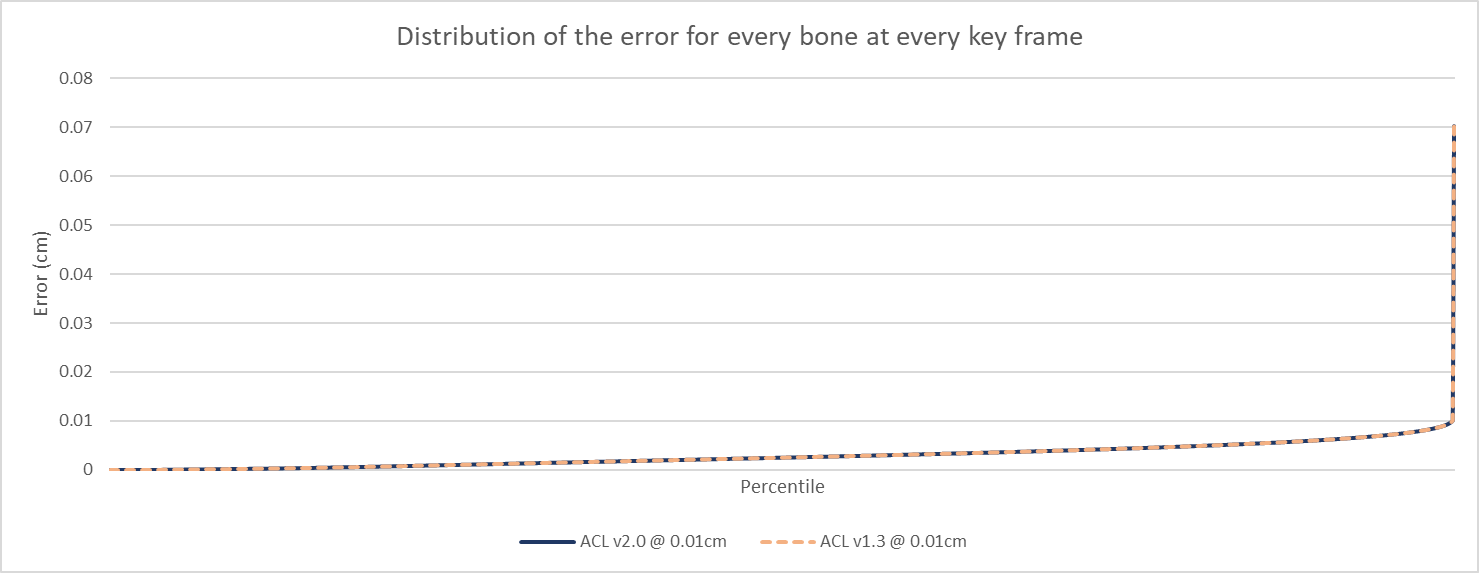 Distribution of the error for every bone at every key frame
0.08
0.07
0.06
0.05
0.04
0.03
0.02
0.01
0
Error (cm)
Percentile
ACL v2.0 @ 0.01cm ACL v1.3 @ 0.01cm